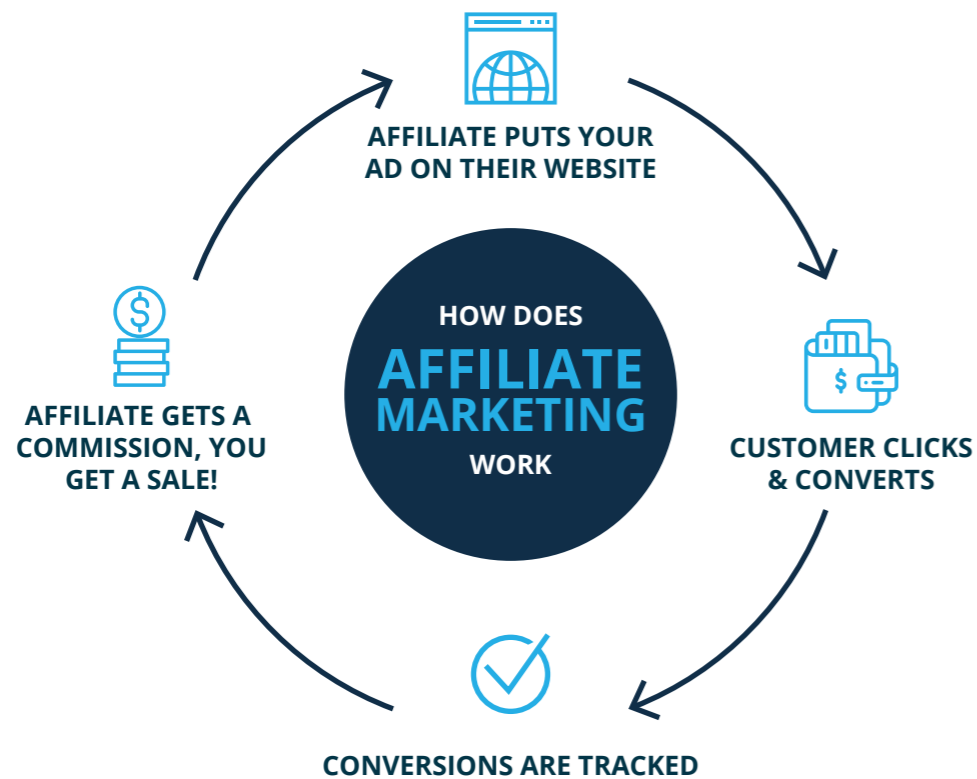 AFFILIATE PUTS YOUR
AD ON THEIR WEBSITE
HOW DOES
AFFILIATE
MARKETING
WORK
CUSTOMER CLICKS
& CONVERTS
CONVERSIONS ARE TRACKED
$
AFFILIATE GETS A
COMMISSION, YOU
GET A SALE!
$